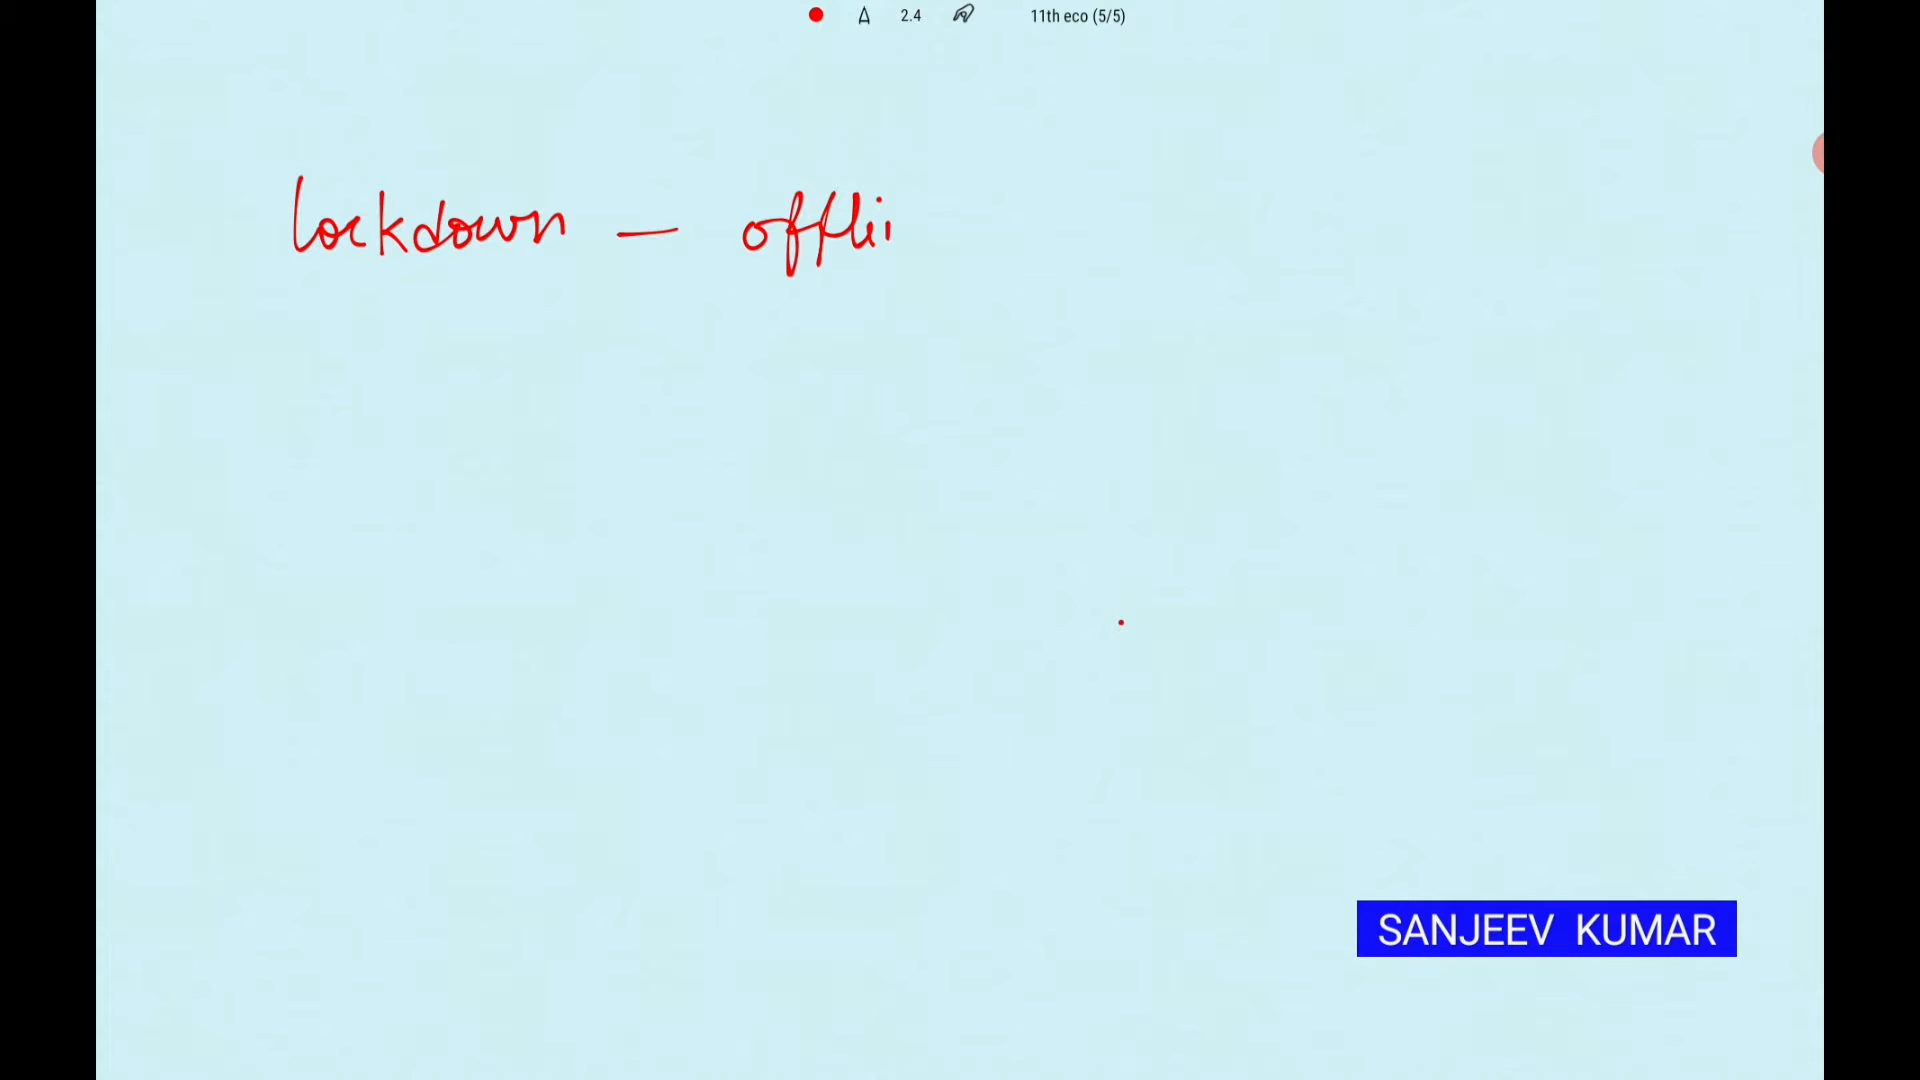 2.4 11th eco (5/5)
lockdown — offli
SANJEEV KUMAR